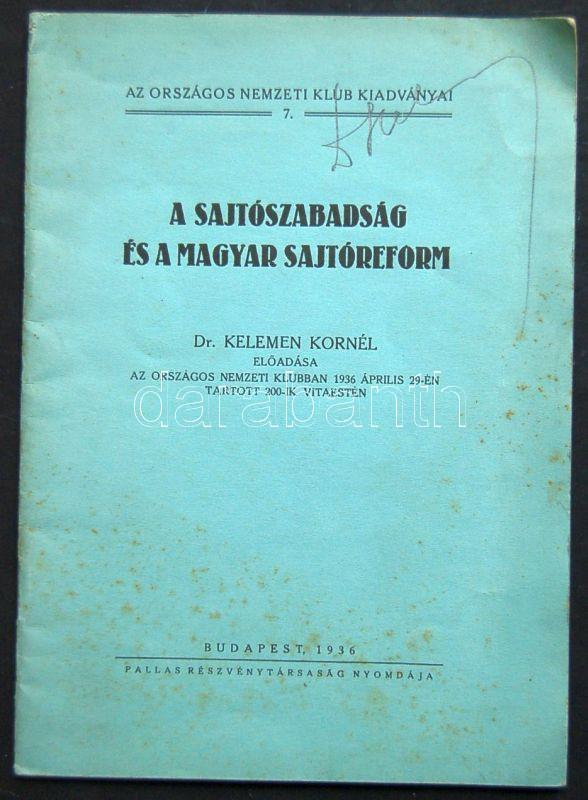 AZ ORSZÁGOS NEMZETI KLUB KIADVÁNYAI
7.
A SAJTÓSZABADSÁG
ÉS A MAGYAR SAJTÓREFORM
Dr. KELEMEN KORNÉL
ELŐADÁSA
AZ ORSZÁGOS NEMZETI KLUBBAN 1936 ÁPRILIS 29-ÉN
TARTOTT 200-IK VITAESTÉN
darabanth
BUDAPEST, 1936
PALLAS RÉSZVÉNYTÁRSASÁG NYOMDÁJA